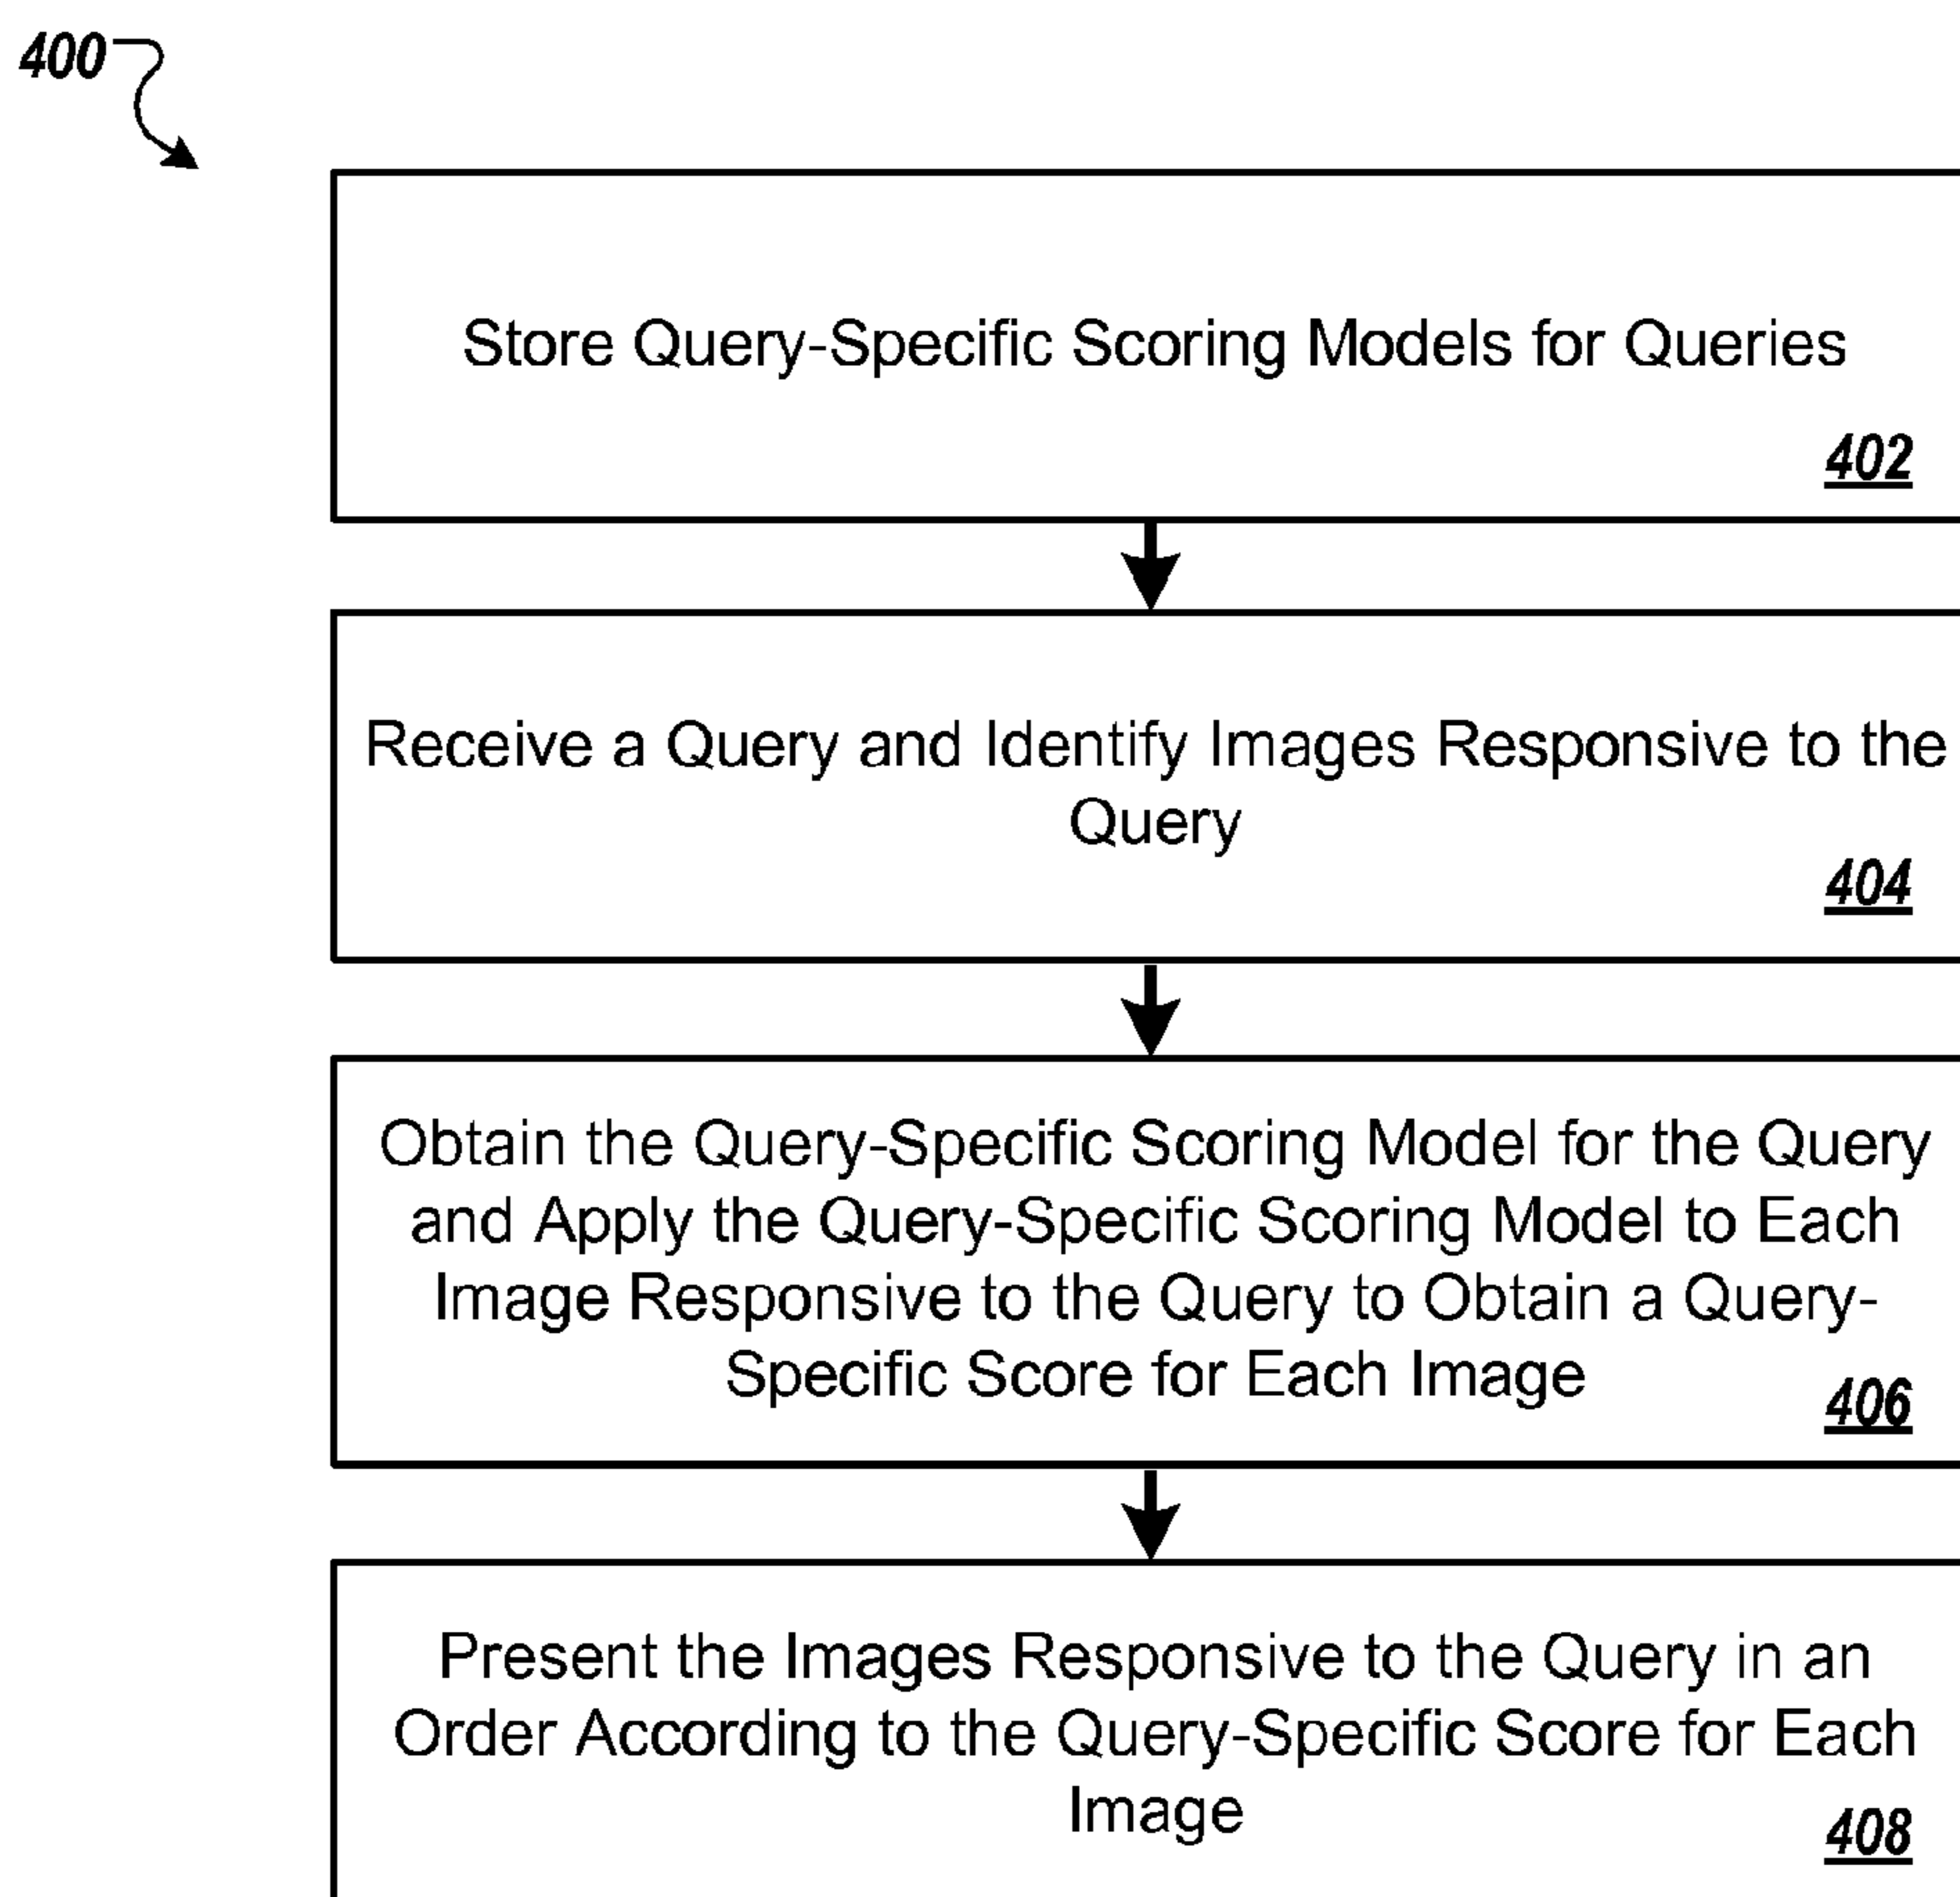 400
Store Query-Specific Scoring Models for Queries
402
Receive a Query and Identify Images Responsive to the
Query
404
Obtain the Query-Specific Scoring Model for the Query
and Apply the Query-Specific Scoring Model to Each
Image Responsive to the Query to Obtain a Query-
Specific Score for Each Image
406
Present the Images Responsive to the Query in an
Order According to the Query-Specific Score for Each
Image
408